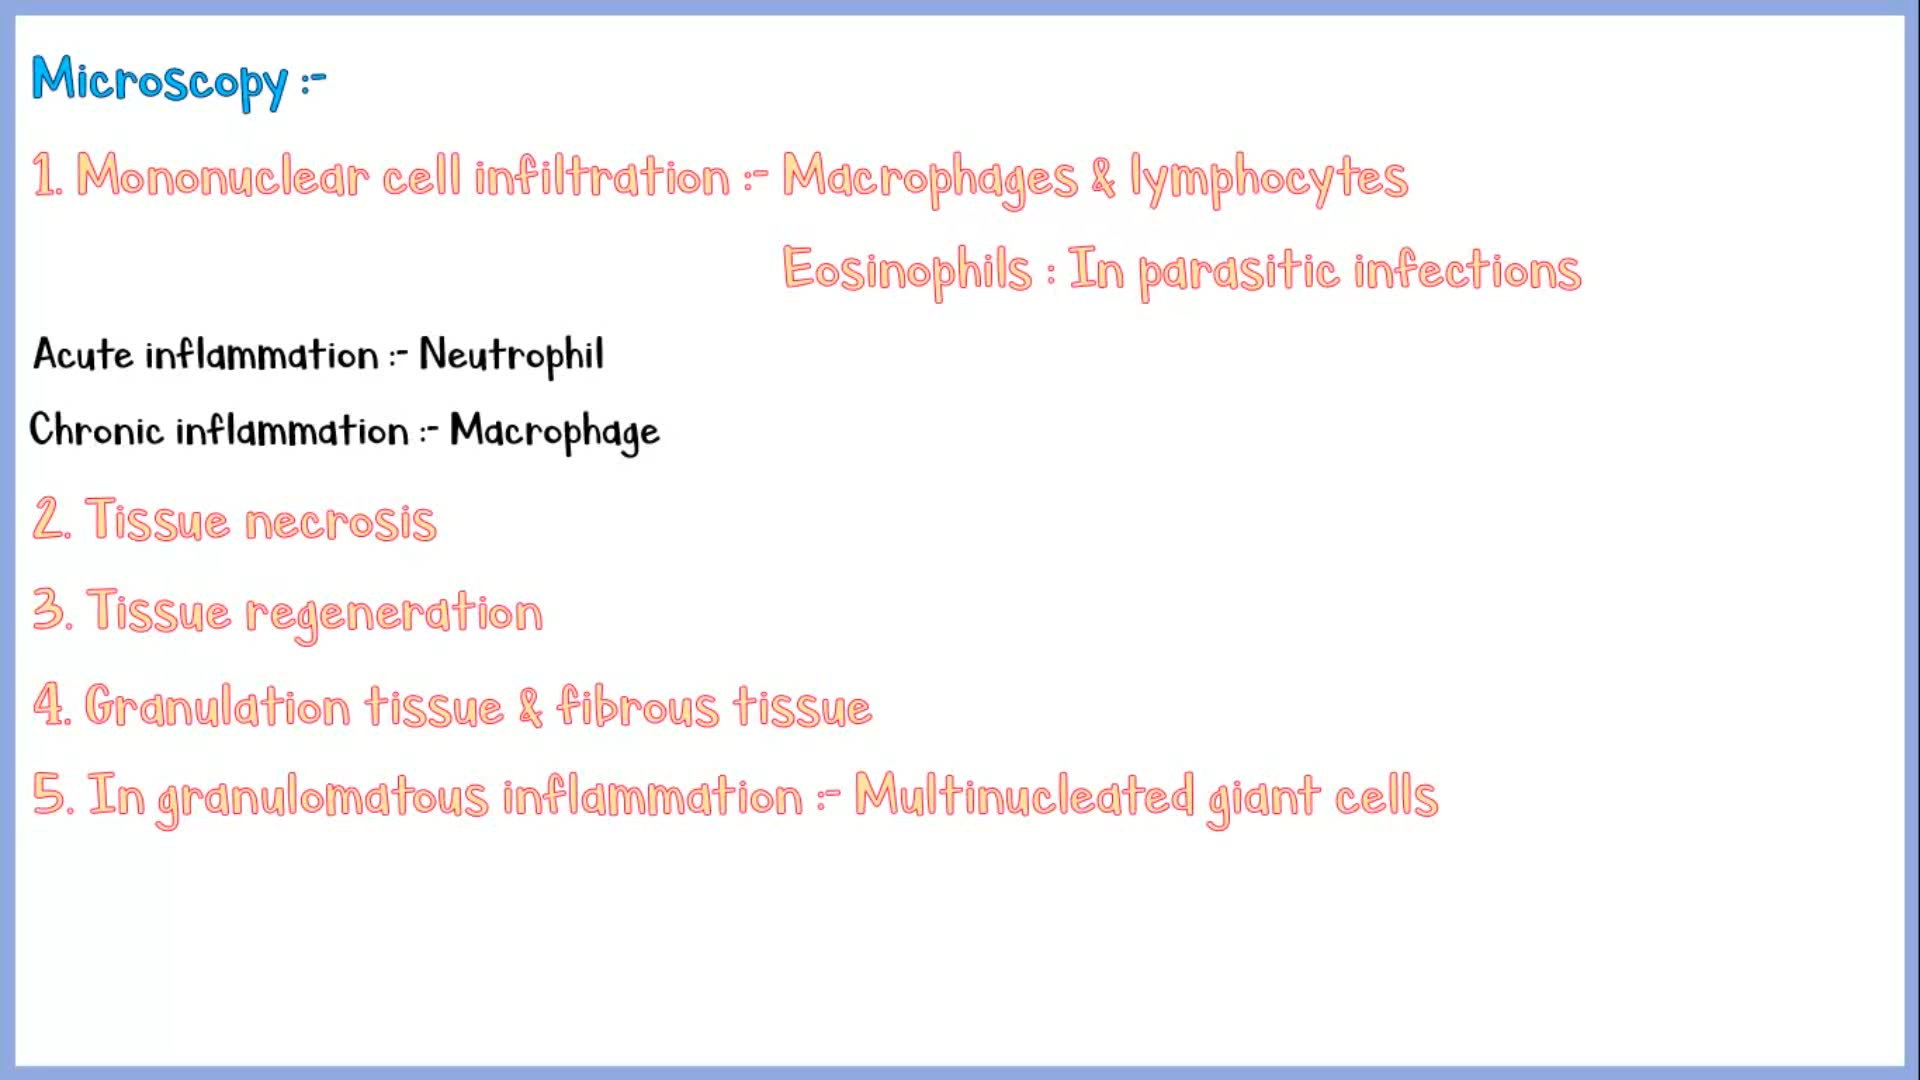 Microscopy :-
1. Mononuclear cell infiltration :- Macrophages & lymphocytes
Eosinophils : In parasitic infections
Acute inflammation :- Neutrophil
Chronic inflammation :- Macrophage
2. Tissue necrosis
3. Tissue regeneration
4. Granulation tissue & fibrous tissue
5. In granulomatous inflammation :- Multinucleated giant cells